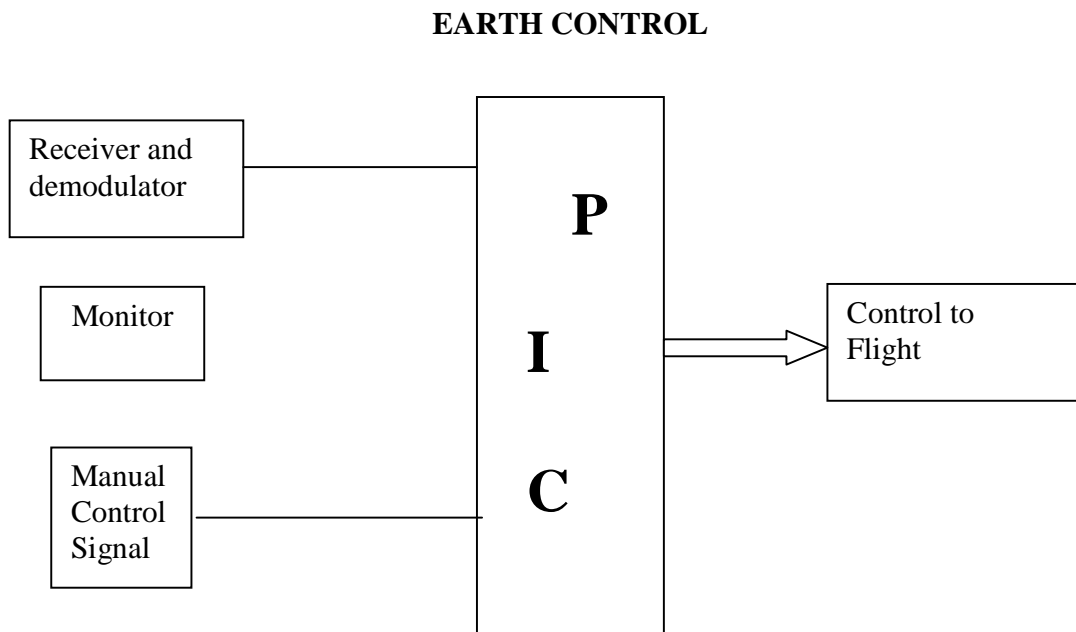 EARTH CONTROL
Receiver and
demodulator
P
Monitor
I
Control to
Flight
Manual
Control
Signal
C